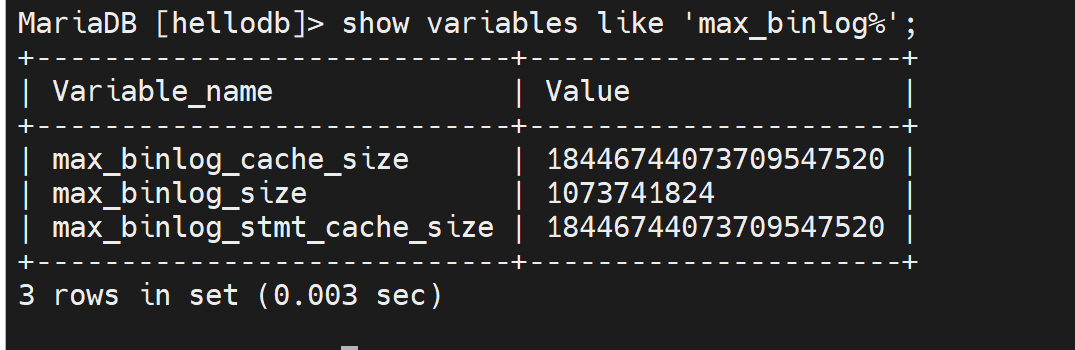 MariaDB [hellodb]> show variables like 'max_binlog%';
+----------------------------+----------------------+
| Variable_name              | Value                |
+----------------------------+----------------------+
| max_binlog_cache_size      | 18446744073709547520 |
| max_binlog_size            | 1073741824           |
| max_binlog_stmt_cache_size | 18446744073709547520 |
+----------------------------+----------------------+
3 rows in set (0.003 sec)